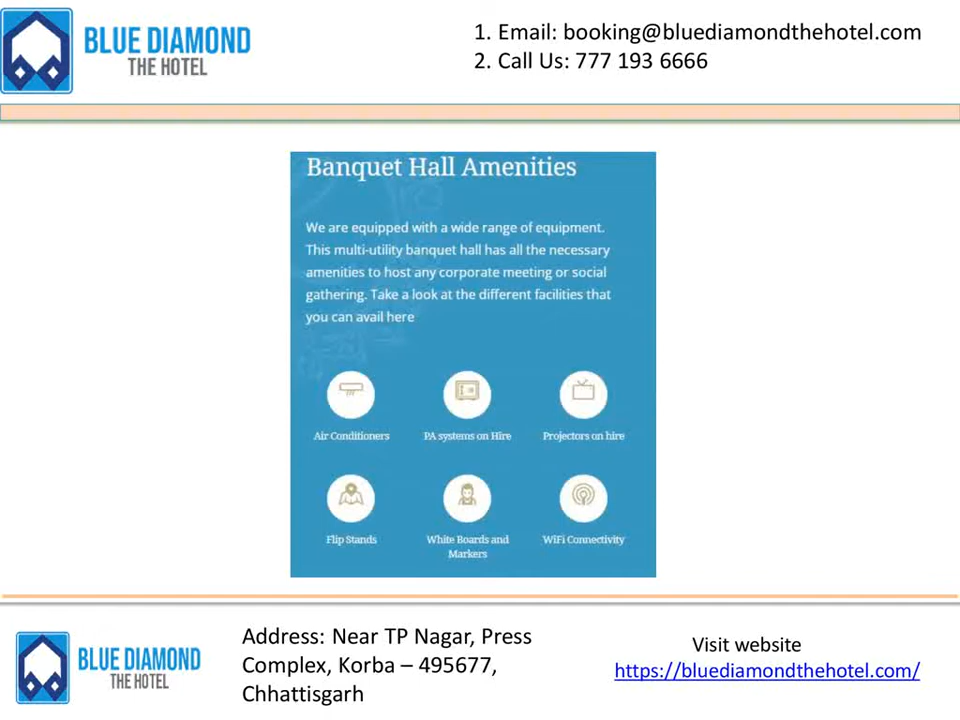 BLUE DIAMOND
THE HOTEL
1. Email: booking@bluediamondthehotel.com
2. Call Us: 777 193 6666
Banquet Hall Amenities
We are equipped with a wide range of equipment.
This multi-utility banquet hall has all the necessary
amenities to host any corporate meeting or social
gathering. Take a look at the different facilities that
you can avail here
Air Conditioners
PA systems on Hire
Projectors on hire
Flip Stands
White Boards and
Markers
WiFi Connectivity
BLUE DIAMOND
THE HOTEL
Address: Near TP Nagar, Press
Complex, Korba – 495677,
Chhattisgarh
Visit website
https://bluediamondthehotel.com/